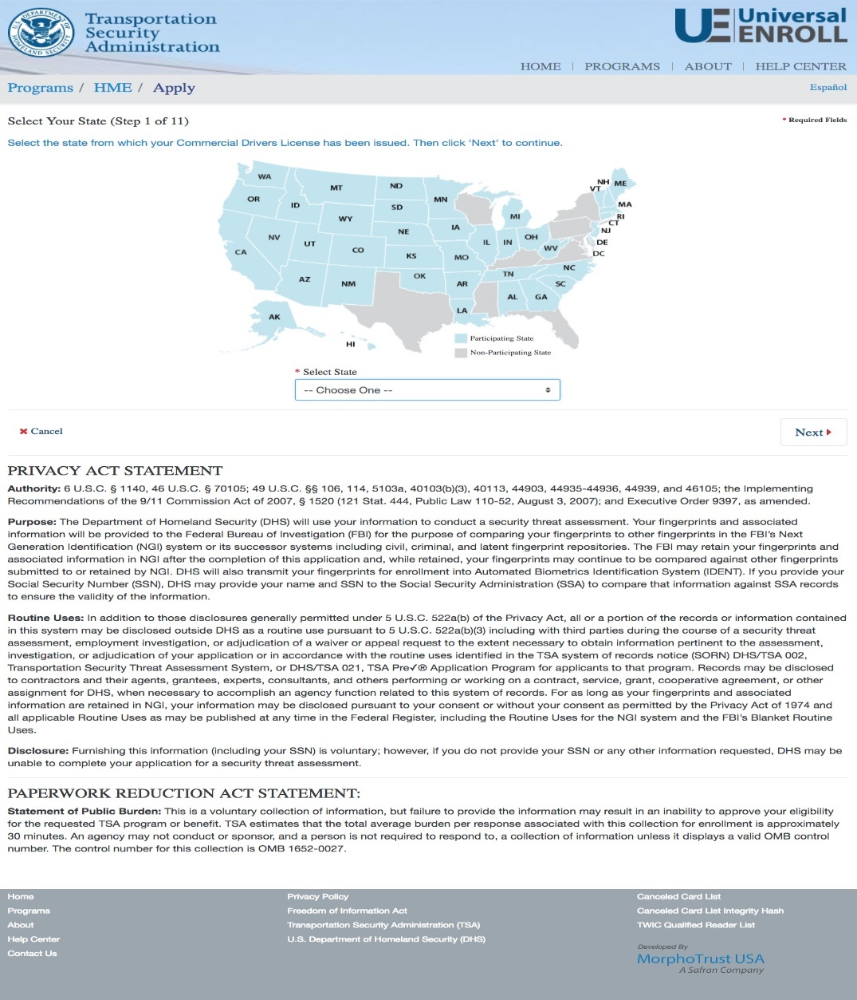 U.S. DEPARTMENT OF HOMELAND SECURITY
Transportation
Security
Administration
UE Universal
ENROLL
HOME | PROGRAMS | ABOUT | HELP CENTER
Programs / HME / Apply
Español
Select Your State (Step 1 of 11)
* Required Fields
Select the state from which your Commercial Drivers License has been issued. Then click 'Next' to continue.
WA
MT
ND
MN
NH
ME
VT
OR
ID
SD
MI
MA
RI
CT
WY
NE
IA
NJ
NV
UT
CO
IL
IN
OH
WV
DE
DC
CA
KS
MO
AZ
NM
OK
AR
TN
NC
SC
AL
GA
LA
AK
HI
Participating State
Non-Participating State
* Select State
-- Choose One --
Cancel
Next
PRIVACY ACT STATEMENT
Authority: 6 U.S.C. § 1140, 46 U.S.C. § 70105; 49 U.S.C. §§ 106, 114, 5103a, 40103(b)(3), 40113, 44903, 44935-44936, 44939, and 46105; the Implementing
Recommendations of the 9/11 Commission Act of 2007, § 1520 (121 Stat. 444, Public Law 110-52, August 3, 2007); and Executive Order 9397, as amended.
Purpose: The Department of Homeland Security (DHS) will use your information to conduct a security threat assessment. Your fingerprints and associated
information will be provided to the Federal Bureau of Investigation (FBI) for the purpose of comparing your fingerprints to other fingerprints in the FBI's Next
Generation Identification (NGI) system or its successor systems including civil, criminal, and latent fingerprint repositories. The FBI may retain your fingerprints and
associated information in NGI after the completion of this application and, while retained, your fingerprints may continue to be compared against other fingerprints
submitted to or retained by NGI. DHS will also transmit your fingerprints for enrollment into Automated Biometrics Identification System (IDENT). If you provide your
Social Security Number (SSN), DHS may provide your name and SSN to the Social Security Administration (SSA) to compare that information against SSA records
to ensure the validity of the information.
Routine Uses: In addition to those disclosures generally permitted under 5 U.S.C. 522a(b) of the Privacy Act, all or a portion of the records or information contained
in this system may be disclosed outside DHS as a routine use pursuant to 5 U.S.C. 522a(b)(3) including with third parties during the course of a security threat
assessment, employment investigation, or adjudication of a waiver or appeal request to the extent necessary to obtain information pertinent to the assessment,
investigation, or adjudication of your application or in accordance with the routine uses identified in the TSA system of records notice (SORN) DHS/TSA 002,
Transportation Security Threat Assessment System, or DHS/TSA 021, TSA Pre✓® Application Program for applicants to that program. Records may be disclosed
to contractors and their agents, grantees, experts, consultants, and others performing or working on a contract, service, grant, cooperative agreement, or other
assignment for DHS, when necessary to accomplish an agency function related to this system of records. For as long as your fingerprints and associated
information are retained in NGI, your information may be disclosed pursuant to your consent or without your consent as permitted by the Privacy Act of 1974 and
all applicable Routine Uses as may be published at any time in the Federal Register, including the Routine Uses for the NGI system and the FBI's Blanket Routine
Uses.
Disclosure: Furnishing this information (including your SSN) is voluntary; however, if you do not provide your SSN or any other information requested, DHS may be
unable to complete your application for a security threat assessment.
PAPERWORK REDUCTION ACT STATEMENT:
Statement of Public Burden: This is a voluntary collection of information, but failure to provide the information may result in an inability to approve your eligibility
for the requested TSA program or benefit. TSA estimates that the total average burden per response associated with this collection for enrollment is approximately
30 minutes. An agency may not conduct or sponsor, and a person is not required to respond to, a collection of information unless it displays a valid OMB control
number. The control number for this collection is OMB 1652-0027.
Home
Programs
About
Help Center
Contact Us
Privacy Policy
Freedom of Information Act
Transportation Security Administration (TSA)
U.S. Department of Homeland Security (DHS)
Canceled Card List
Canceled Card List Integrity Hash
TWIC Qualified Reader List
Developed By
MorphoTrust USA
A Safran Company